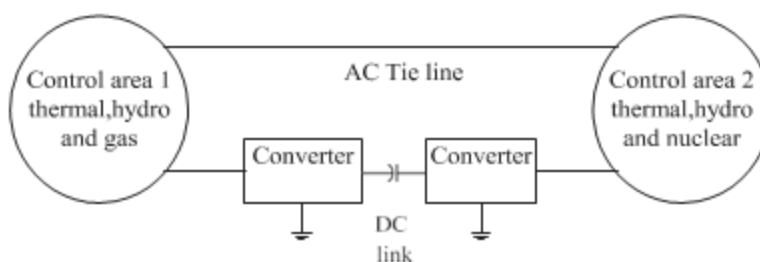 Control area 1
thermal,hydro
and gas
AC Tie line
Control area 2
thermal,hydro
and nuclear
Converter
Converter
DC
link